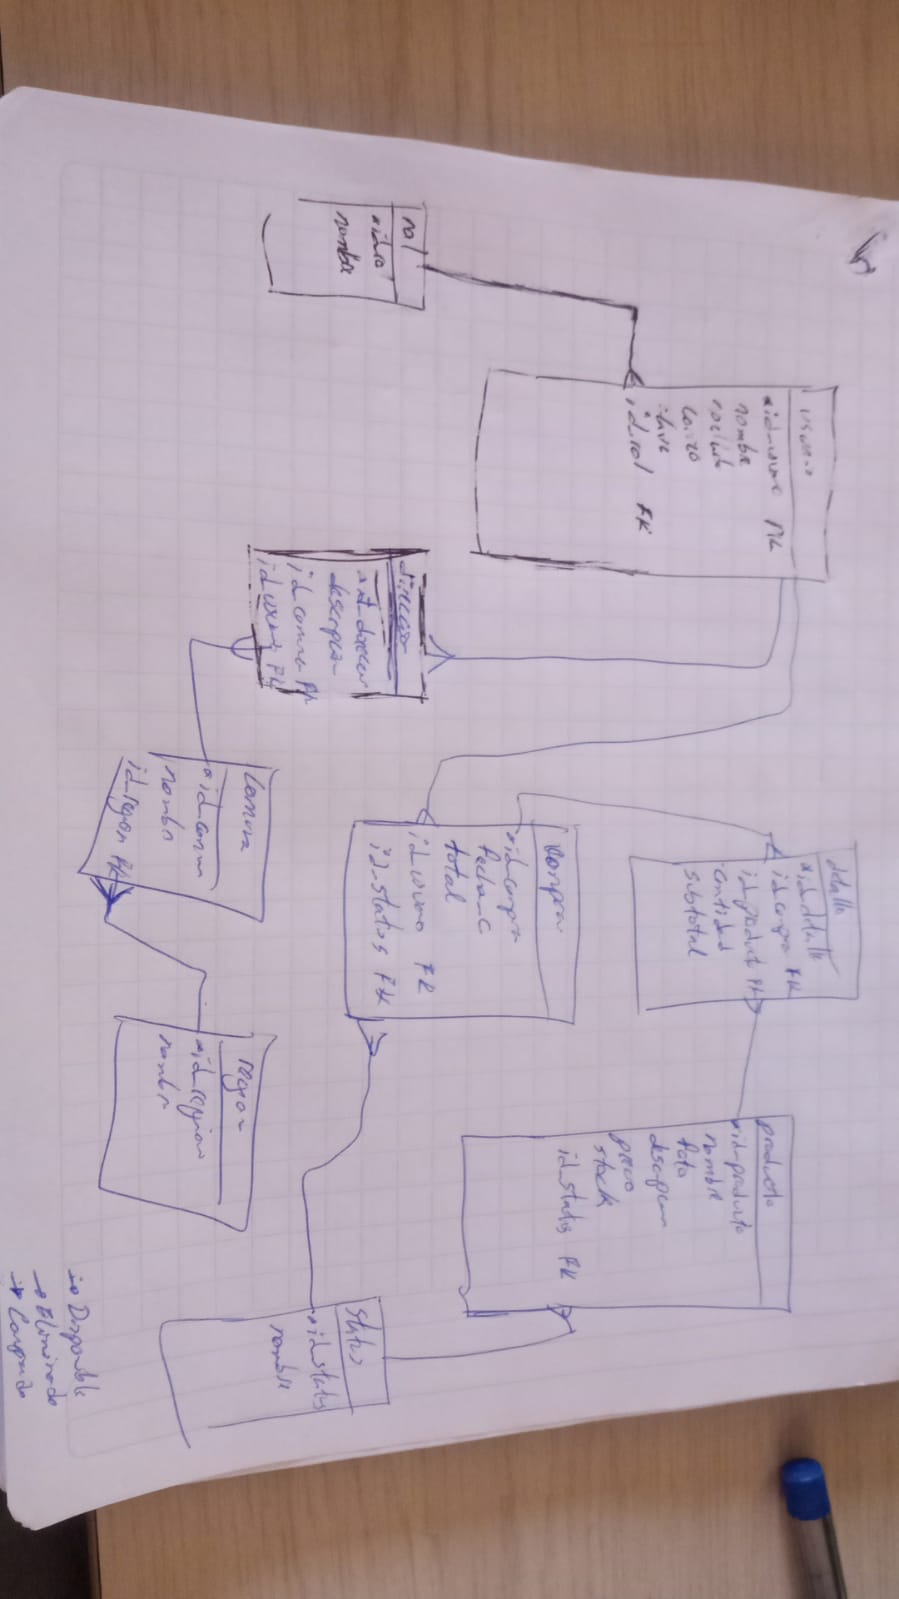 usuario
*id_usuario PK
nombre
correo
clave
id_rol FK
rol
*idrol
nombre
direccion
*id_direccion
descripcion
id_comuna FK
id_usuario FK
detalle
*id_detalle
id_compra FK
id_producto FK
cantidad
subtotal
compra
*id_compra
fecha_c
total
id_usuario FK
id_status FK
comuna
*id_comuna
nombre
id_region FK
region
*id_region
nombre
producto
*id_producto
nombre
foto
descripcion
precio
stock
id_status FK
status
*id_status
nombre
→ Disponible
→ Eliminado
→ Comprado